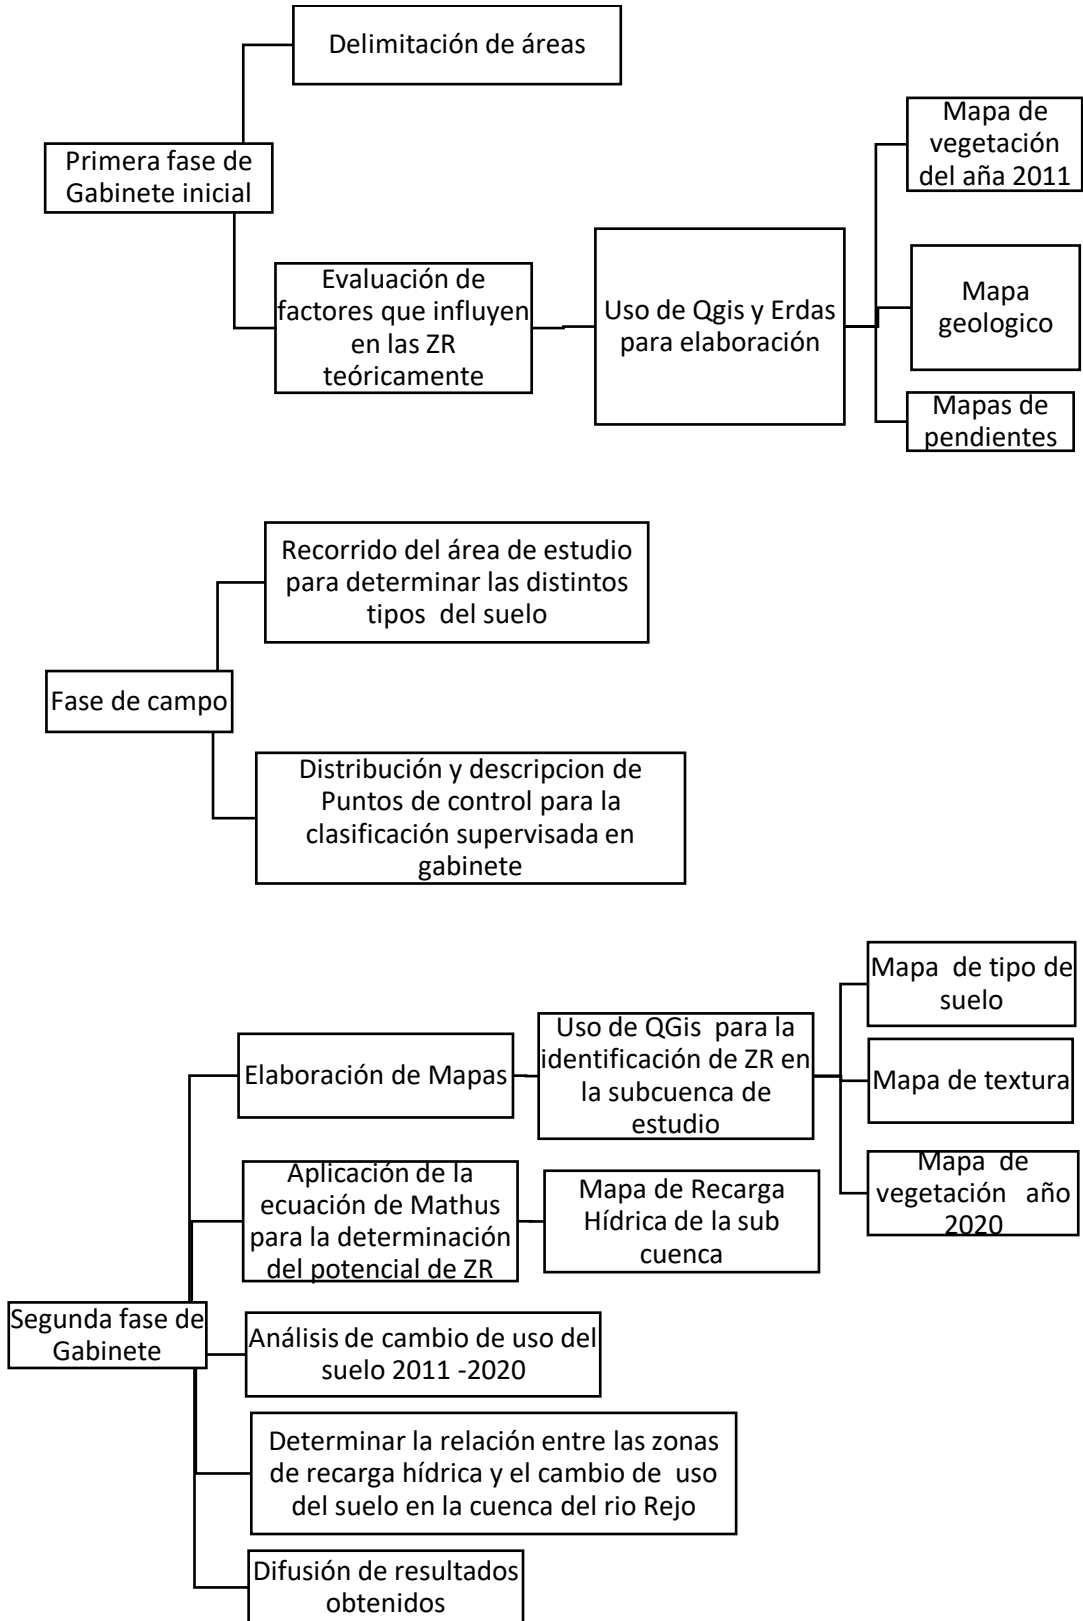 Delimitación de áreas
Primera fase de
Gabinete inicial
Evaluación de
factores que influyen
en las ZR
teóricamente
Uso de Qgis y Erdas
para elaboración
Mapa de
vegetación
del aña 2011
Mapa
geologico
Mapas de
pendientes
Recorrido del área de estudio
para determinar las distintos
tipos del suelo
Fase de campo
Distribución y descripcion de
Puntos de control para la
clasificación supervisada en
gabinete
Segunda fase de
Gabinete
Elaboración de Mapas
Uso de QGis para la
identificación de ZR en
la subcuenca de
estudio
Mapa de tipo de
suelo
Mapa de textura
Mapa de
vegetación año
2020
Aplicación de la
ecuación de Mathus
para la determinación
del potencial de ZR
Mapa de Recarga
Hídrica de la sub
cuenca
Análisis de cambio de uso del
suelo 2011 -2020
Determinar la relación entre las zonas
de recarga hídrica y el cambio de uso
del suelo en la cuenca del rio Rejo
Difusión de resultados
obtenidos